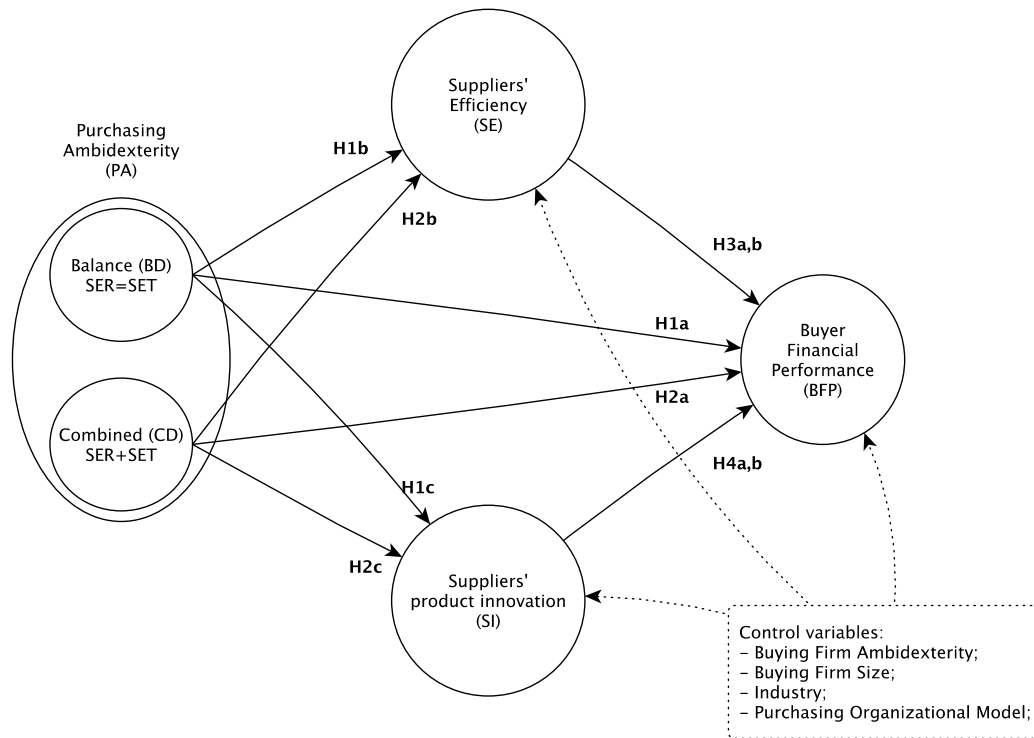 Suppliers'
Efficiency
(SE)
Purchasing
Ambidexterity
(PA)
H1b
H2b
H3a,b
Balance (BD)
SER=SET
H1a
Buyer
Financial
Performance
(BFP)
H2a
Combined (CD)
SER+SET
H4a,b
H1c
H2c
Suppliers'
product innovation
(SI)
Control variables:
– Buying Firm Ambidexterity;
– Buying Firm Size;
– Industry;
– Purchasing Organizational Model;